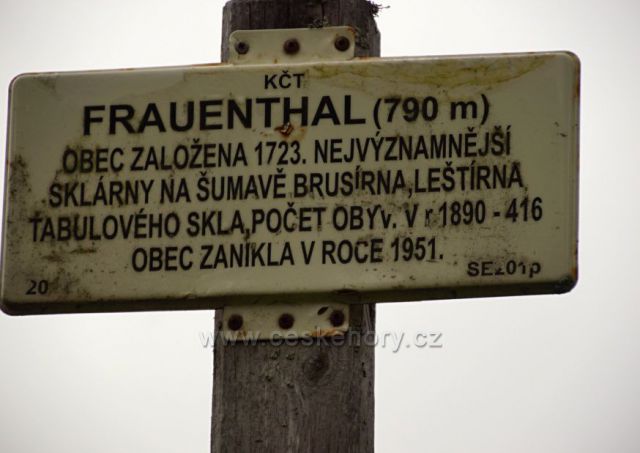 KČT
FRAUENTHAL (790 m)
OBEC ZALOŽENA 1723. NEJVÝZNAMNĚJŠÍ
SKLÁRNY NA ŠUMAVĚ BRUSÍRNA,LEŠTÍRNA
TABULOVÉHO SKLA,POČET OBYv. V r 1890 - 416
OBEC ZANIKLA V ROCE 1951.
20 SE201p
www.ceskehory.cz